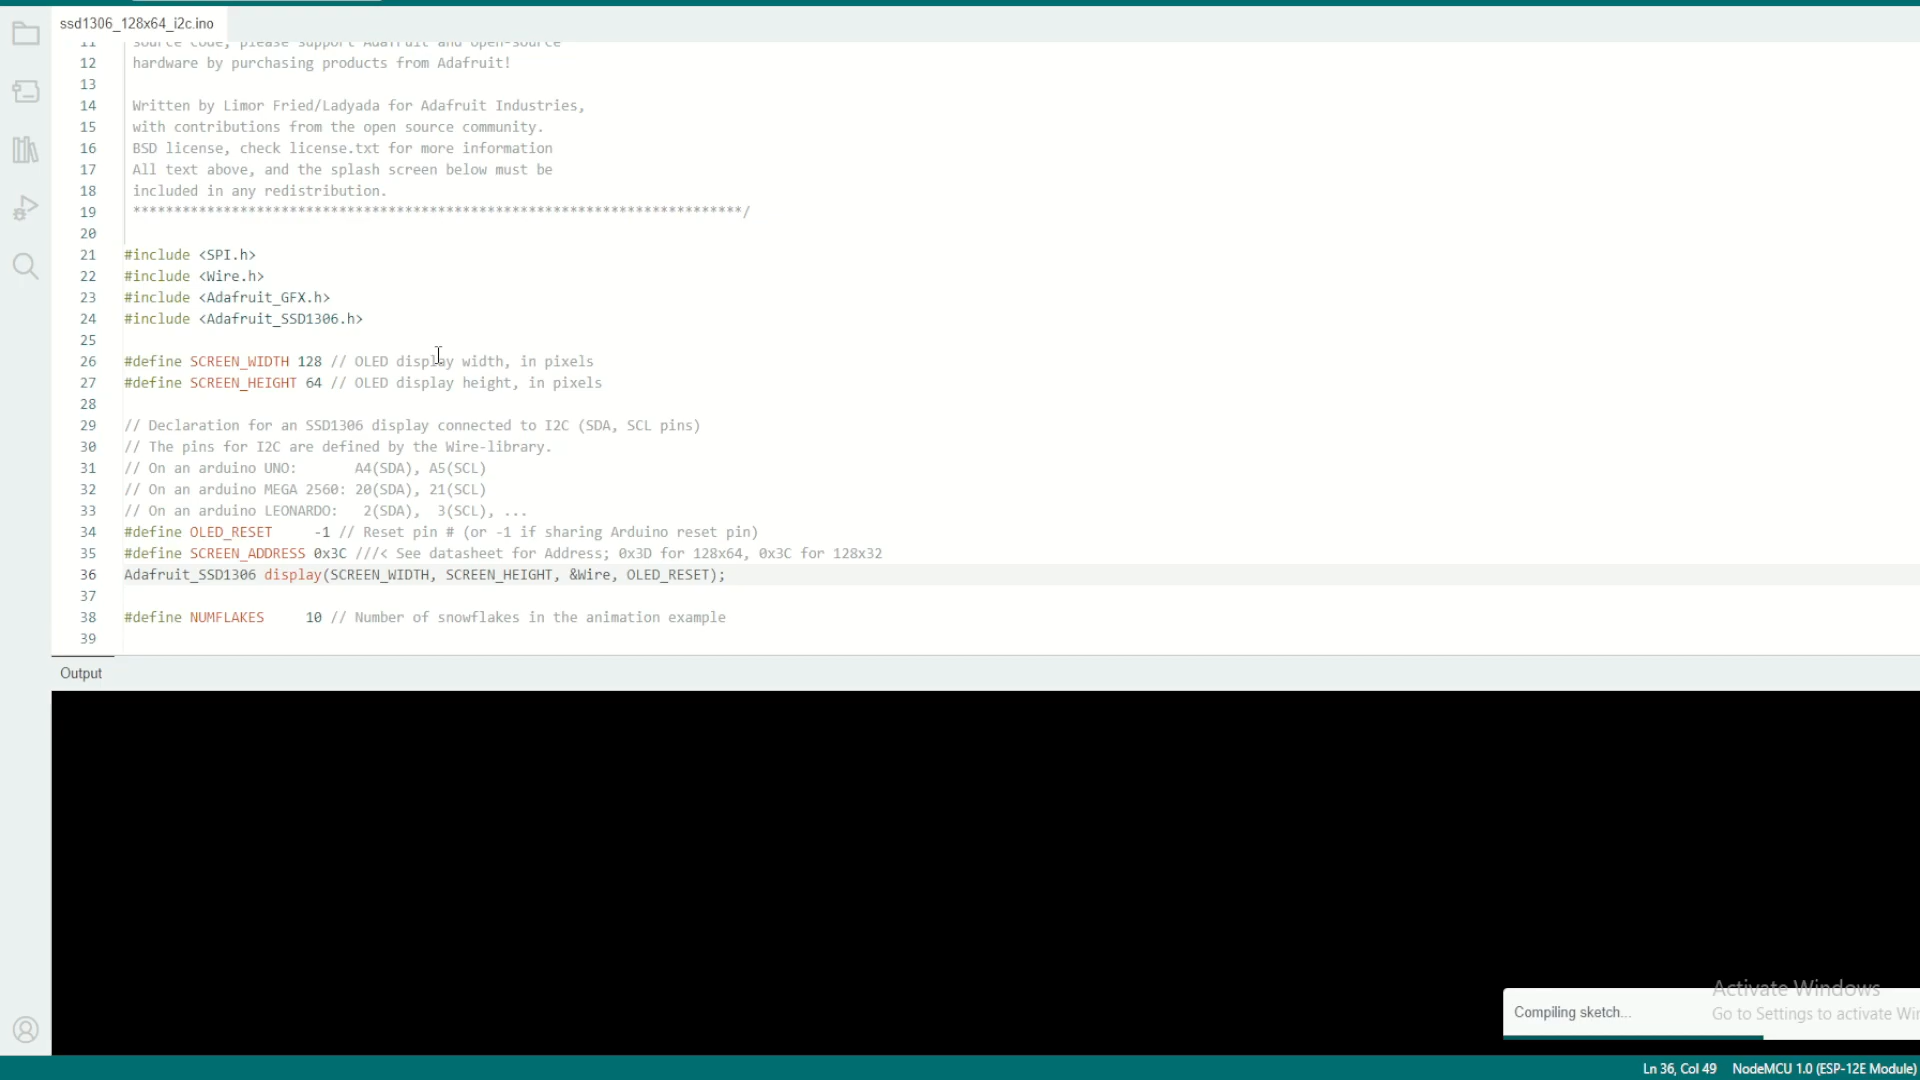 ssd1306_128x64_i2c.ino
11 source code, please support Adafruit and open-source
12 hardware by purchasing products from Adafruit!
13
14 Written by Limor Fried/Ladyada for Adafruit Industries,
15 with contributions from the open source community.
16 BSD license, check license.txt for more information
17 All text above, and the splash screen below must be
18 included in any redistribution.
19 **************************************************************************/
20
21 #include <SPI.h>
22 #include <Wire.h>
23 #include <Adafruit_GFX.h>
24 #include <Adafruit_SSD1306.h>
25
26 #define SCREEN_WIDTH 128 // OLED display width, in pixels
27 #define SCREEN_HEIGHT 64 // OLED display height, in pixels
28
29 // Declaration for an SSD1306 display connected to I2C (SDA, SCL pins)
30 // The pins for I2C are defined by the Wire-library.
31 // On an arduino UNO:       A4(SDA), A5(SCL)
32 // On an arduino MEGA 2560: 20(SDA), 21(SCL)
33 // On an arduino LEONARDO:   2(SDA),  3(SCL), ...
34 #define OLED_RESET     -1 // Reset pin # (or -1 if sharing Arduino reset pin)
35 #define SCREEN_ADDRESS 0x3C ///< See datasheet for Address; 0x3D for 128x64, 0x3C for 128x32
36 Adafruit_SSD1306 display(SCREEN_WIDTH, SCREEN_HEIGHT, &Wire, OLED_RESET);
37
38 #define NUMFLAKES     10 // Number of snowflakes in the animation example
39
Output
Activate Windows
Compiling sketch...
Go to Settings to activate Win
Ln 36, Col 49 NodeMCU 1.0 (ESP-12E Module)